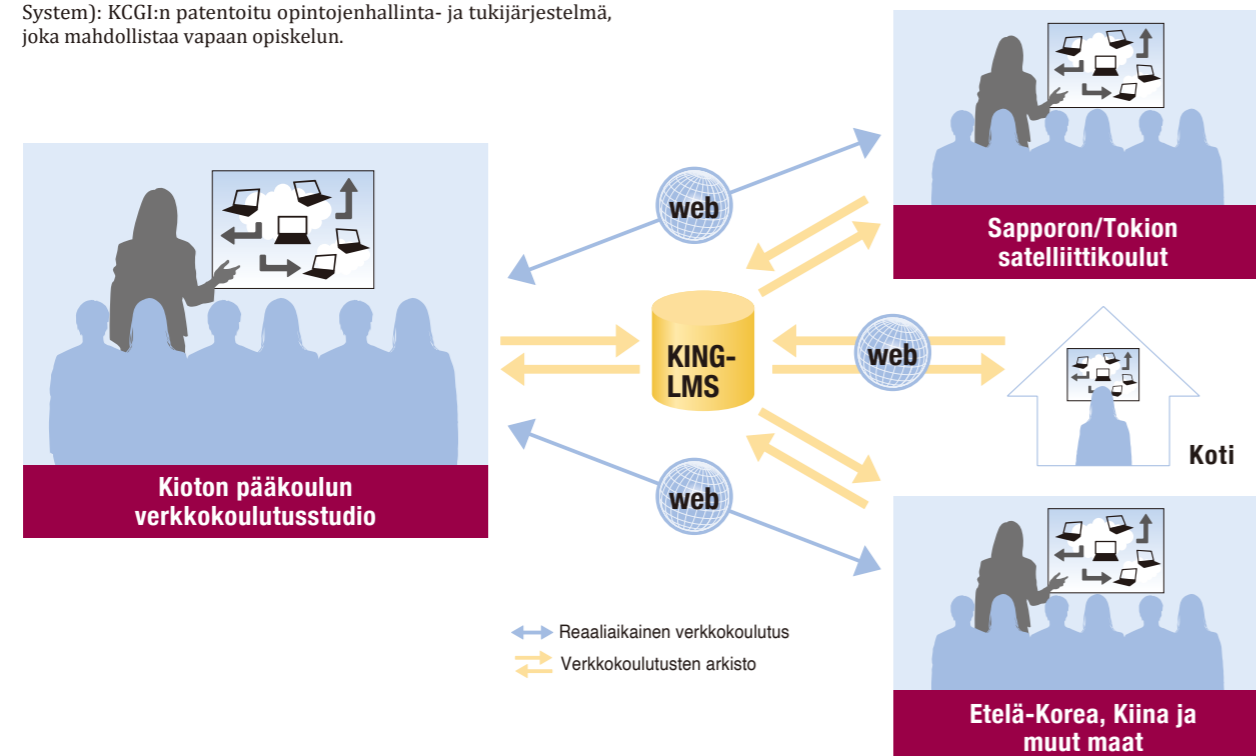 System): KCGI:n patentoitu opintojenhallinta- ja tukijärjestelmä,
joka mahdollistaa vapaan opiskelun.
web
Sapporon/Tokion
satelliittikoulut
KING-
LMS
web
Koti
Kioton pääkoulun
verkkokoulutusstudio
web
Reaaliaikainen verkkokoulutus
Verkkokoulutusten arkisto
Etelä-Korea, Kiina ja
muut maat